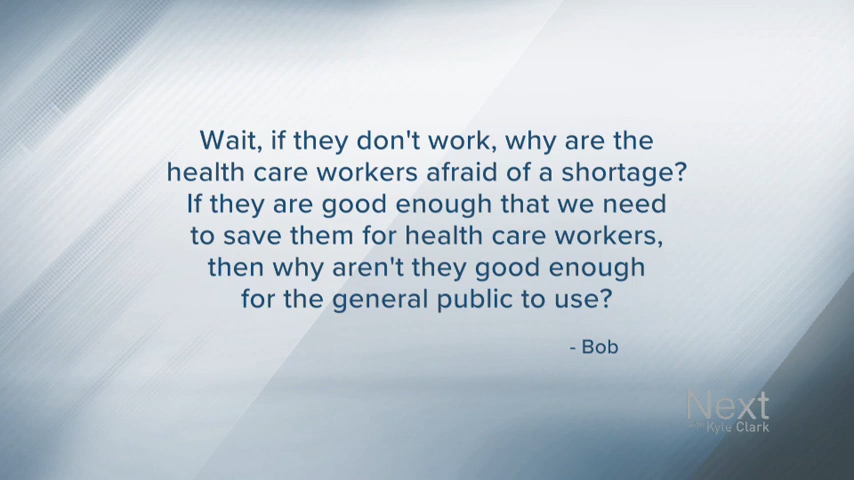 Wait, if they don't work, why are the
health care workers afraid of a shortage?
If they are good enough that we need
to save them for health care workers,
then why aren't they good enough
for the general public to use?
- Bob
Next
with Kyle Clark